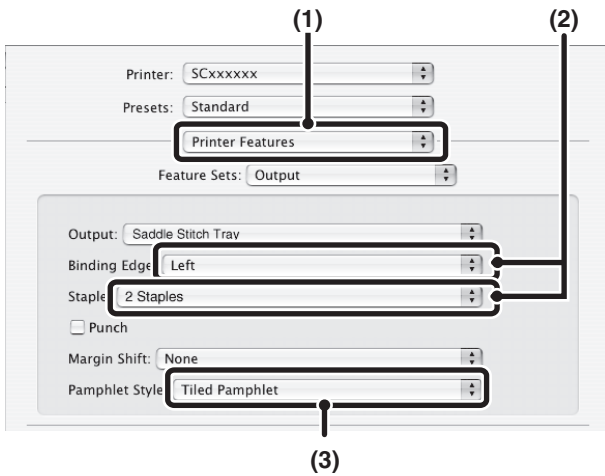 (1) (2)
Printer: SCxxxxxx
Presets: Standard
Printer Features
Feature Sets: Output
Output: Saddle Stitch Tray
Binding Edge Left
Staple 2 Staples
Punch
Margin Shift: None
Pamphlet Style Tiled Pamphlet
(3)